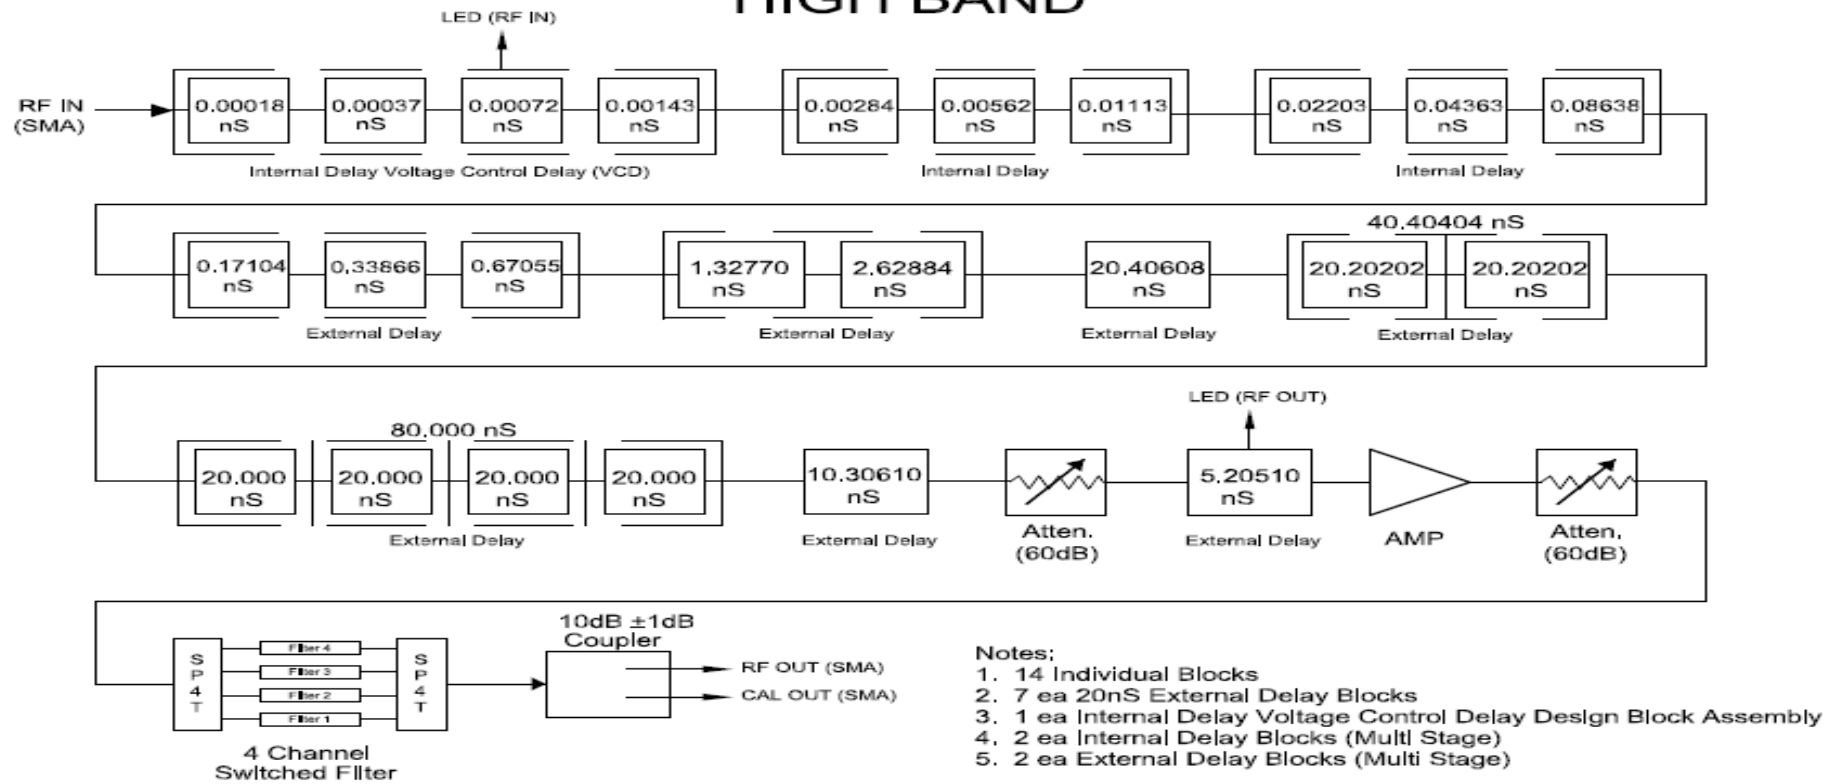 HIGH BAND
LED (RF IN)
RF IN
(SMA)
0.00018
nS
0.00037
nS
0.00072
nS
0.00143
nS
0.00284
nS
0.00562
nS
0.01113
nS
0.02203
nS
0.04363
nS
0.08638
nS
Internal Delay Voltage Control Delay (VCD)
Internal Delay
Internal Delay
40.40404 nS
0.17104
nS
0.33866
nS
0.67055
nS
1.32770
nS
2.62884
nS
20.40608
nS
20.20202
nS
20.20202
nS
External Delay
External Delay
External Delay
External Delay
LED (RF OUT)
80.000 nS
20.000
nS
20.000
nS
20.000
nS
20.000
nS
10.30610
nS
5.20510
nS
External Delay
External Delay
Atten.
(60dB)
External Delay
AMP
Atten.
(60dB)
10dB ±1dB
Coupler
SP4T
Filter 4
Filter 3
Filter 2
Filter 1
SP4T
RF OUT (SMA)
CAL OUT (SMA)
4 Channel
Switched Filter
Notes:
1. 14 Individual Blocks
2. 7 ea 20nS External Delay Blocks
3. 1 ea Internal Delay Voltage Control Delay Design Block Assembly
4. 2 ea Internal Delay Blocks (Multi Stage)
5. 2 ea External Delay Blocks (Multi Stage)